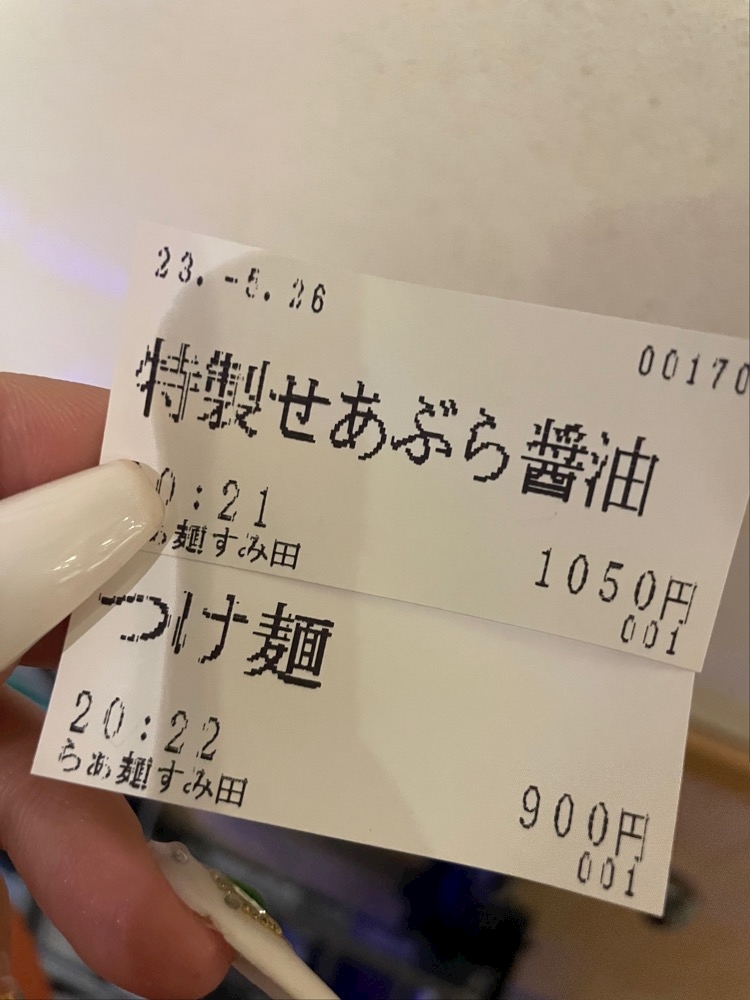 23.-5.26
00170
特製せあぶら醤油
0:21
麺すみ田
1050円
001
つけ麺
20:22
らぁ麺すみ田
900円
001